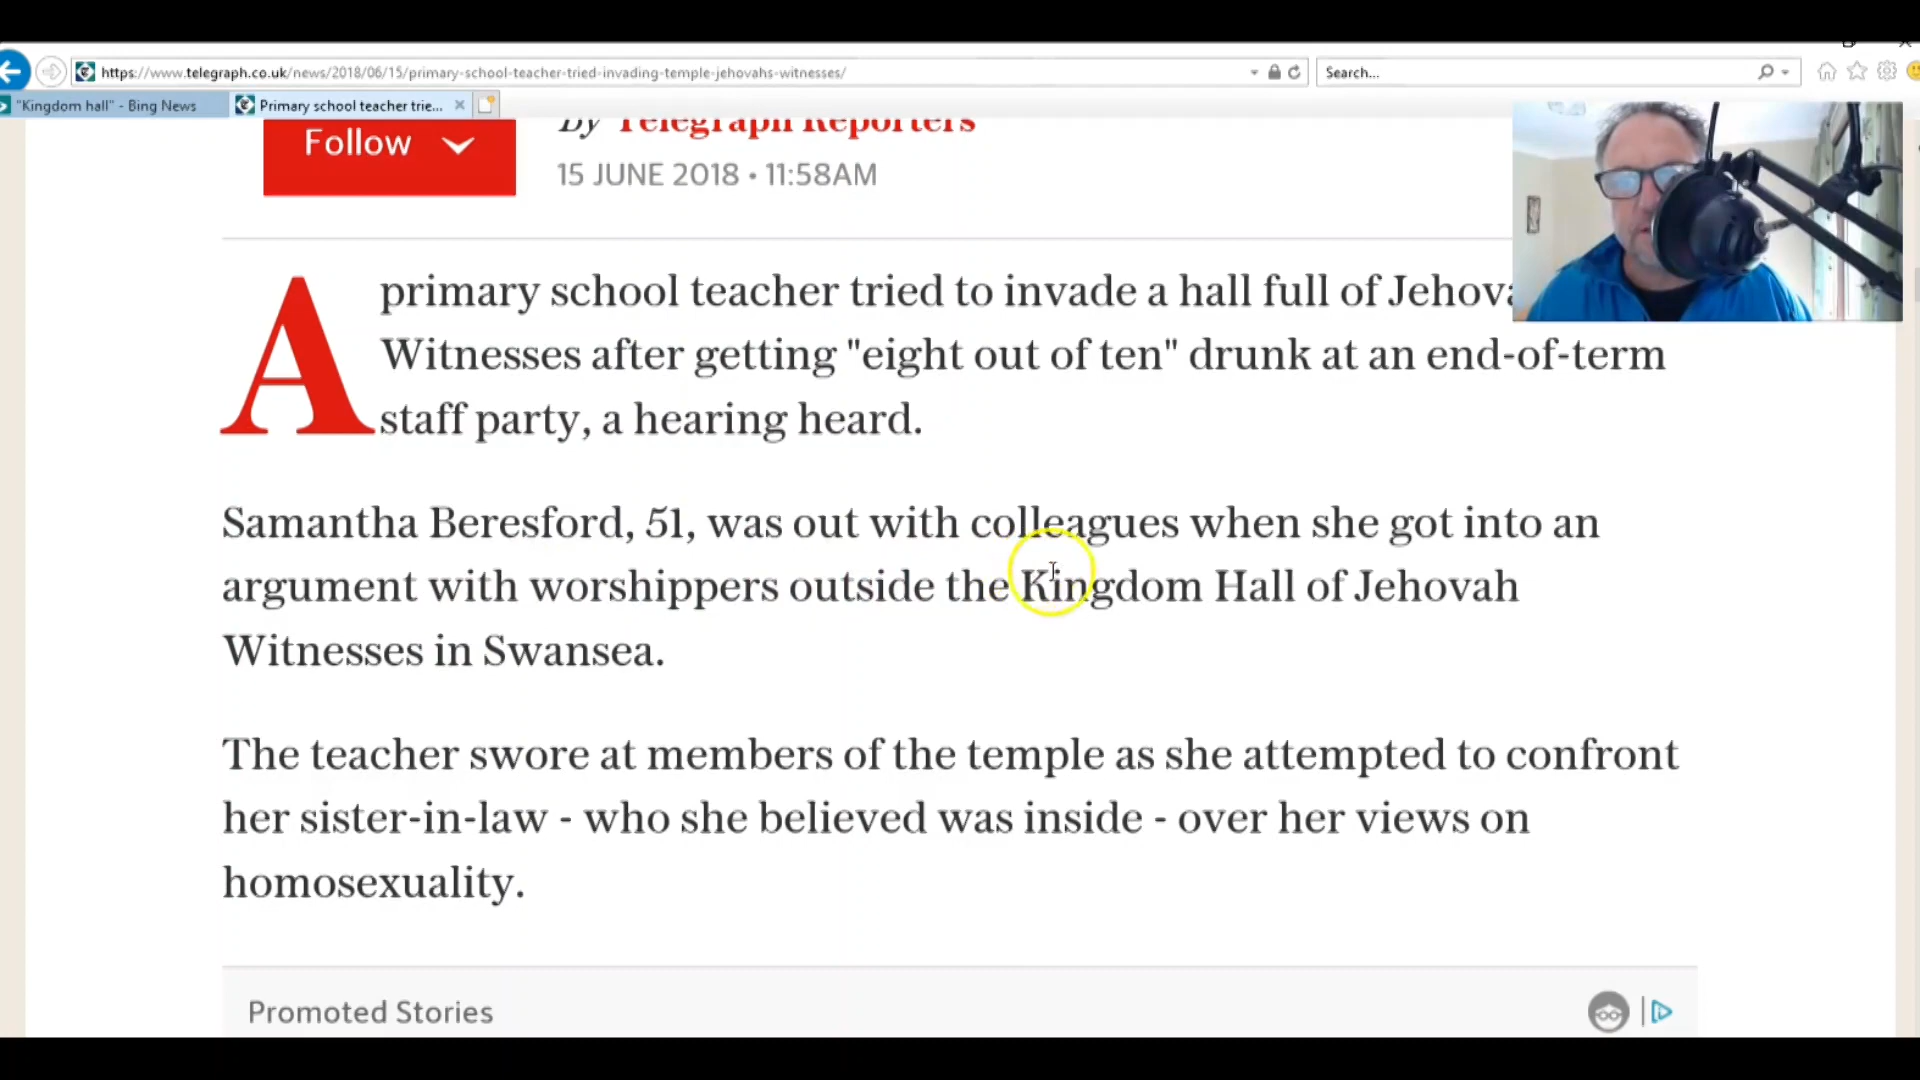 https://www.telegraph.co.uk/news/2018/06/15/primary-school-teacher-tried-invading-temple-jehovahs-witnesses/
Search...
"Kingdom hall" - Bing News
Primary school teacher trie...
By Telegraph Reporters
Follow
15 JUNE 2018 • 11:58AM
A primary school teacher tried to invade a hall full of Jehova
Witnesses after getting "eight out of ten" drunk at an end-of-term
staff party, a hearing heard.
Samantha Beresford, 51, was out with colleagues when she got into an
argument with worshippers outside the Kingdom Hall of Jehovah
Witnesses in Swansea.
The teacher swore at members of the temple as she attempted to confront
her sister-in-law - who she believed was inside - over her views on
homosexuality.
Promoted Stories